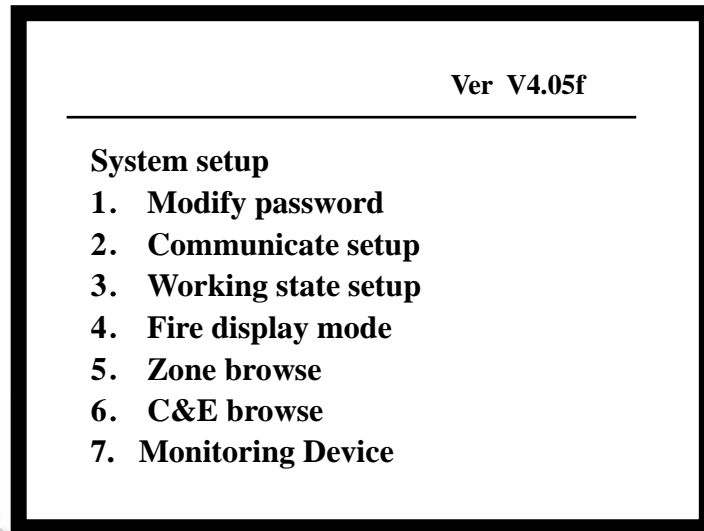 Ver V4.05f
System setup
1. Modify password
2. Communicate setup
3. Working state setup
4. Fire display mode
5. Zone browse
6. C&E browse
7. Monitoring Device